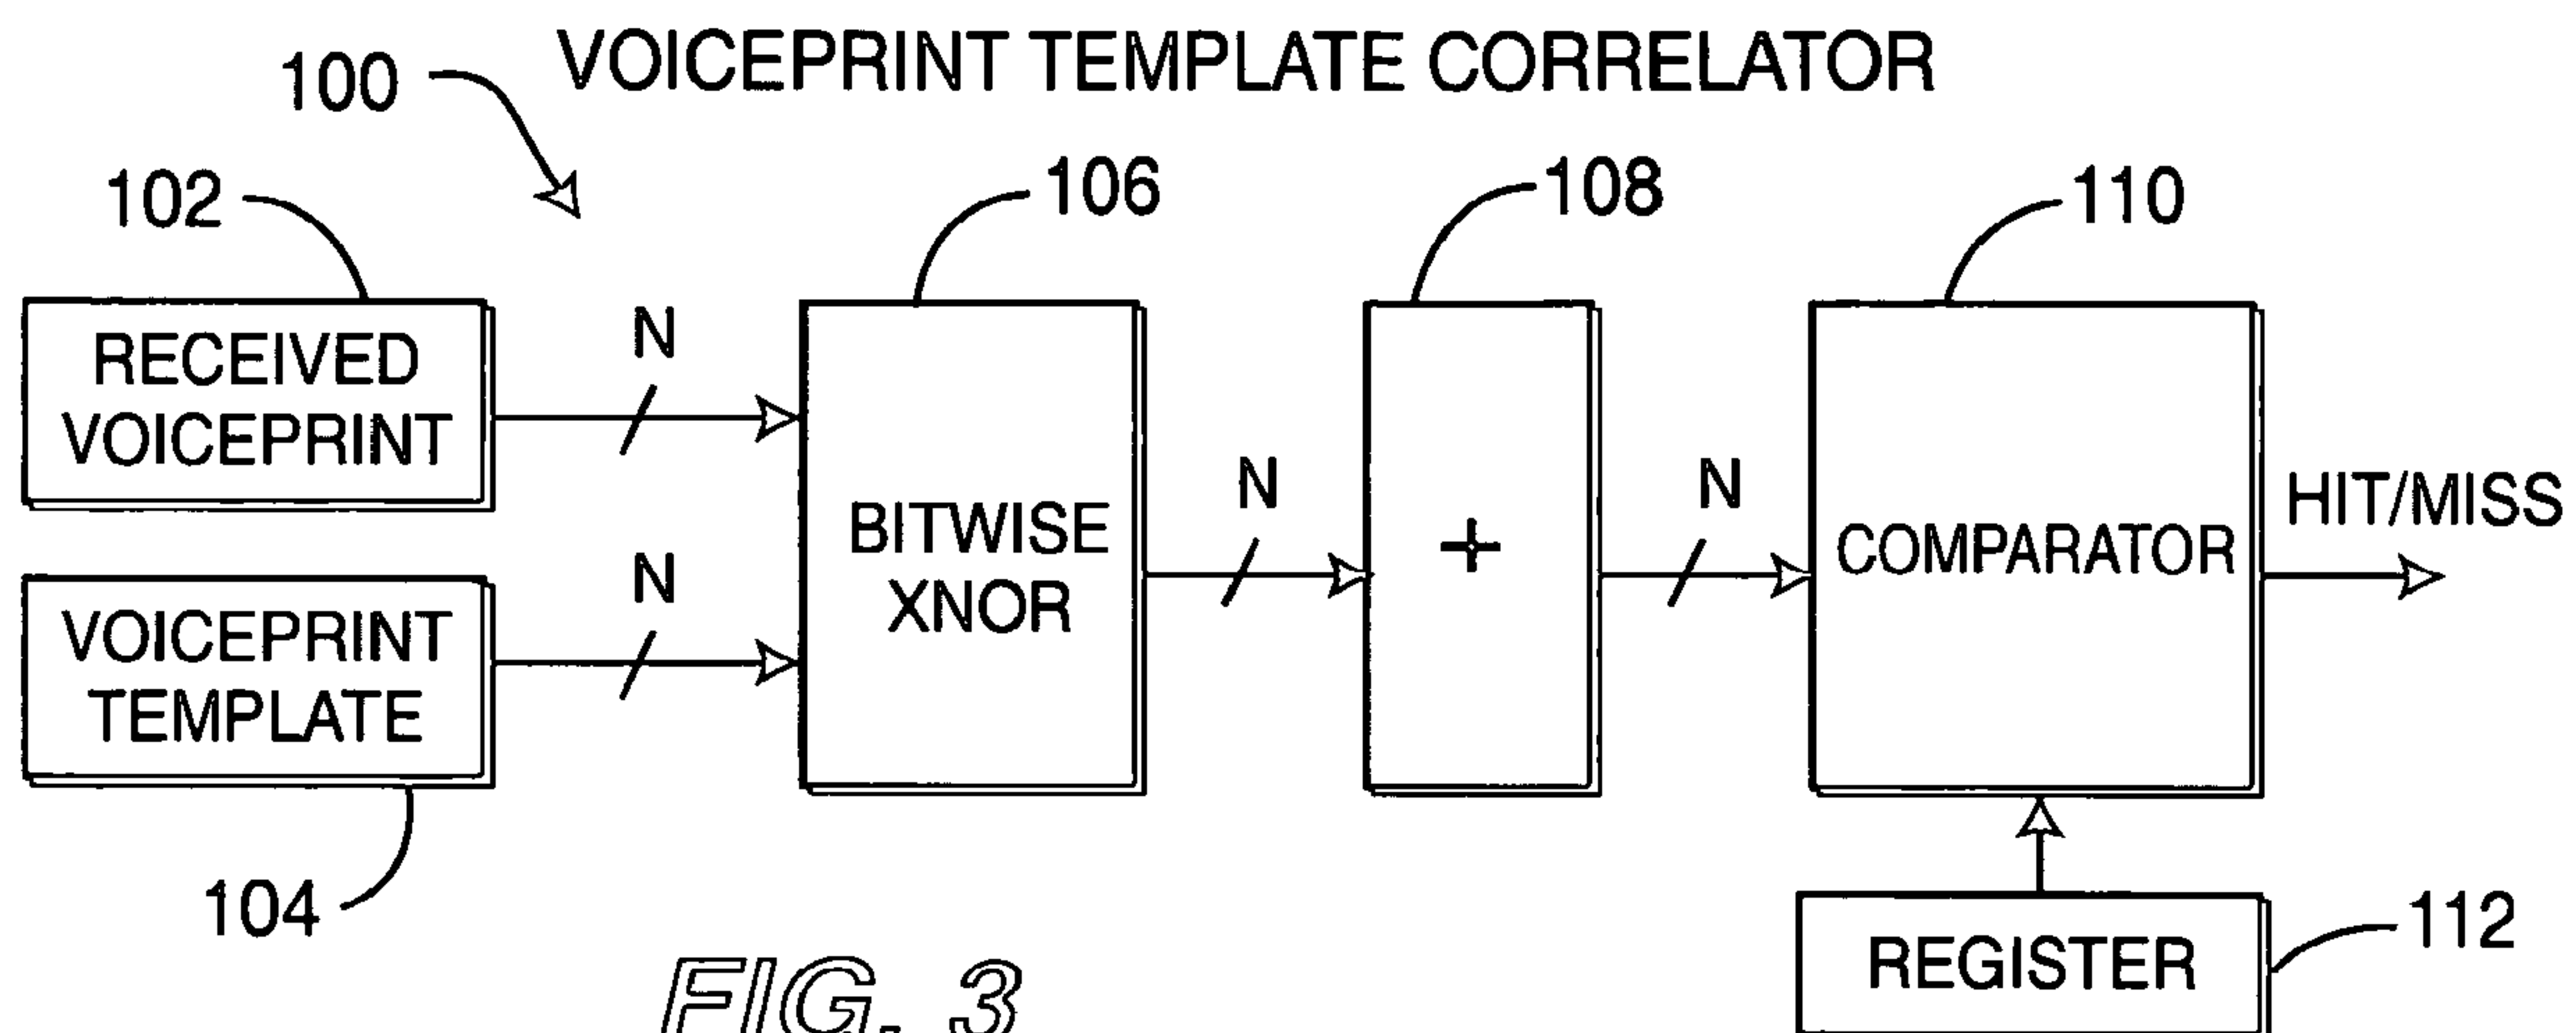 VOICEPRINT TEMPLATE CORRELATOR
100
102
106
108
110
RECEIVED
VOICEPRINT
N
BITWISE
XNOR
N
+
N
COMPARATOR
HIT/MISS
VOICEPRINT
TEMPLATE
N
104
REGISTER
112
FIG. 3